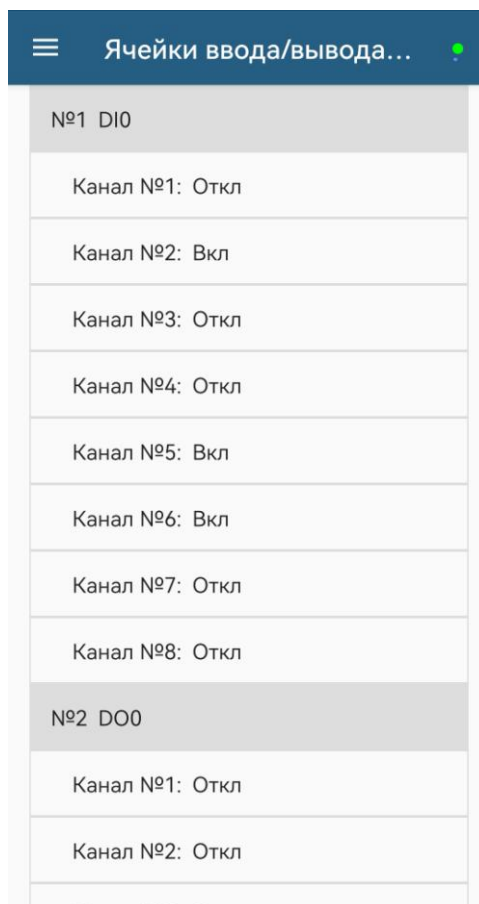 Ячейки ввода/вывода...
№1 DI0
Канал №1: Откл
Канал №2: Вкл
Канал №3: Откл
Канал №4: Откл
Канал №5: Вкл
Канал №6: Вкл
Канал №7: Откл
Канал №8: Откл
№2 DO0
Канал №1: Откл
Канал №2: Откл